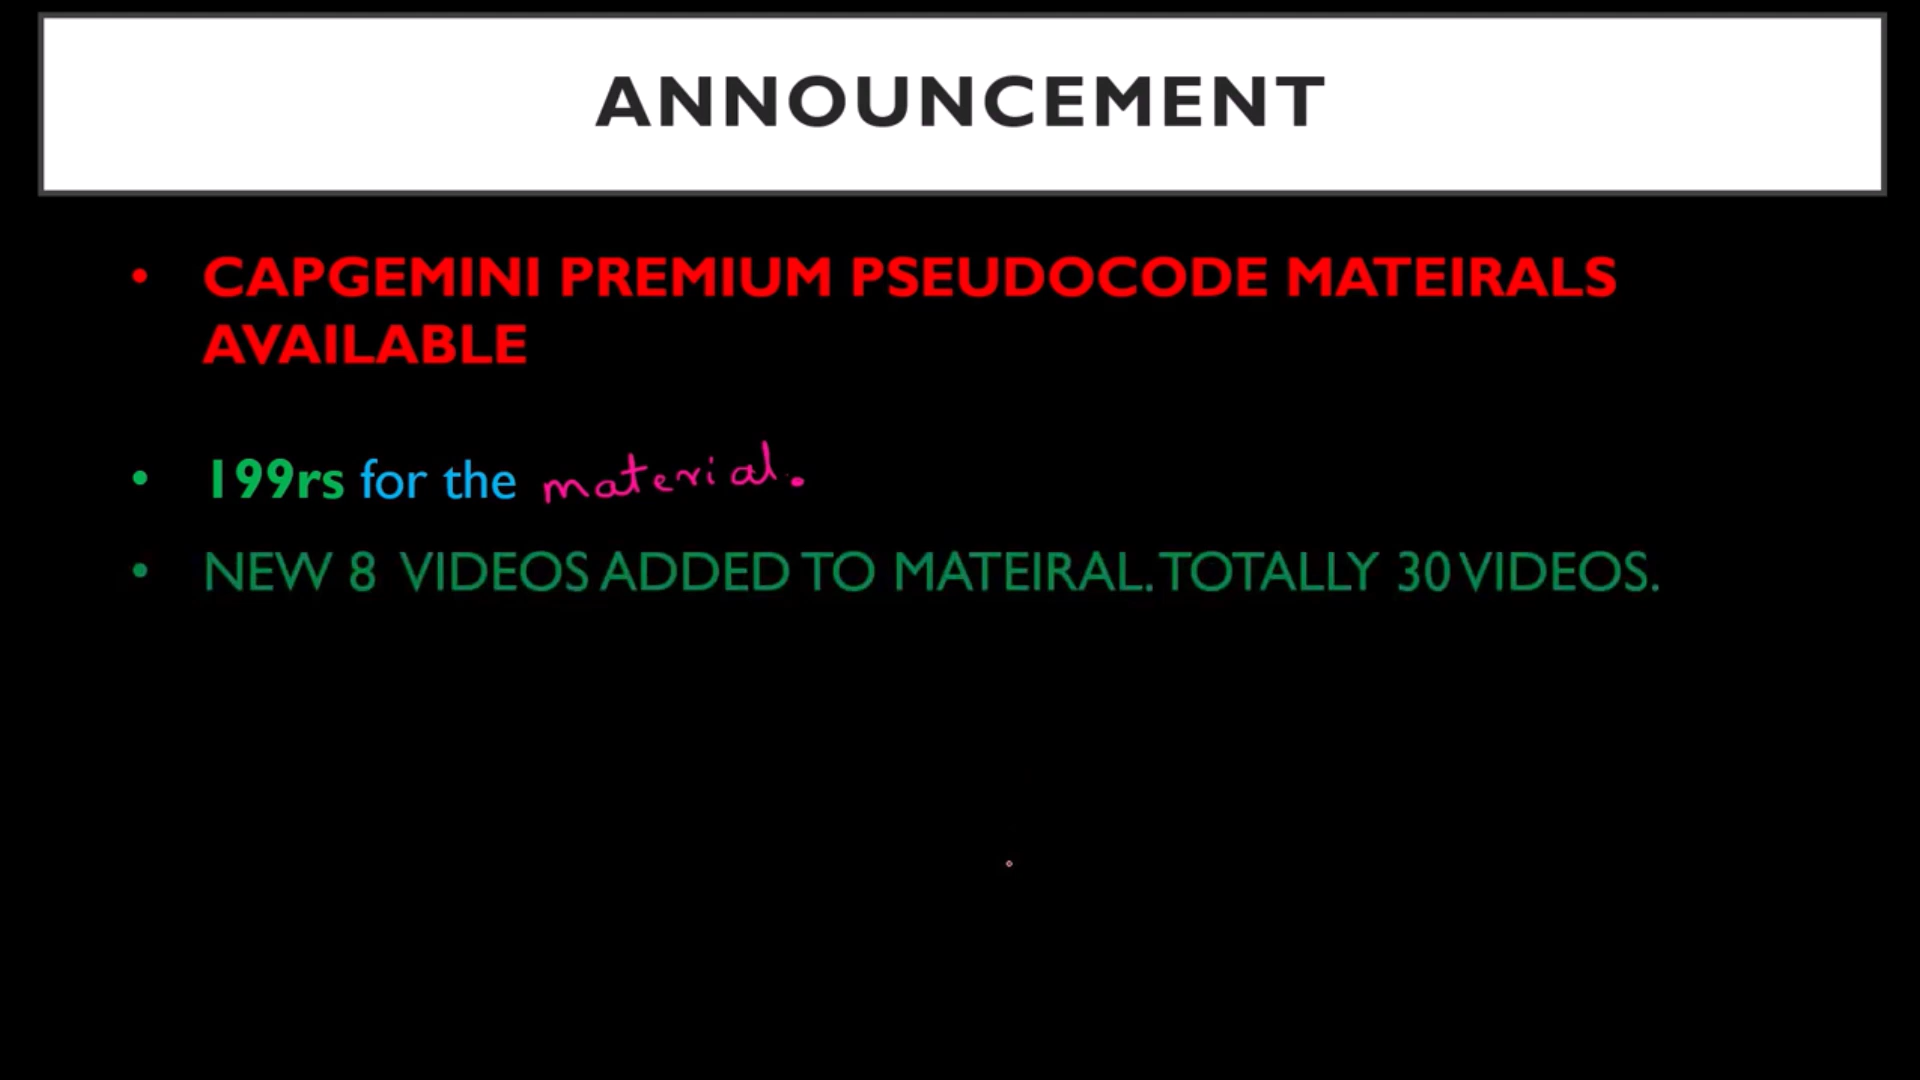 ANNOUNCEMENT
• CAPGEMINI PREMIUM PSEUDOCODE MATEIRALS
AVAILABLE
• 199rs for the material.
• NEW 8 VIDEOS ADDED TO MATEIRAL. TOTALLY 30 VIDEOS.